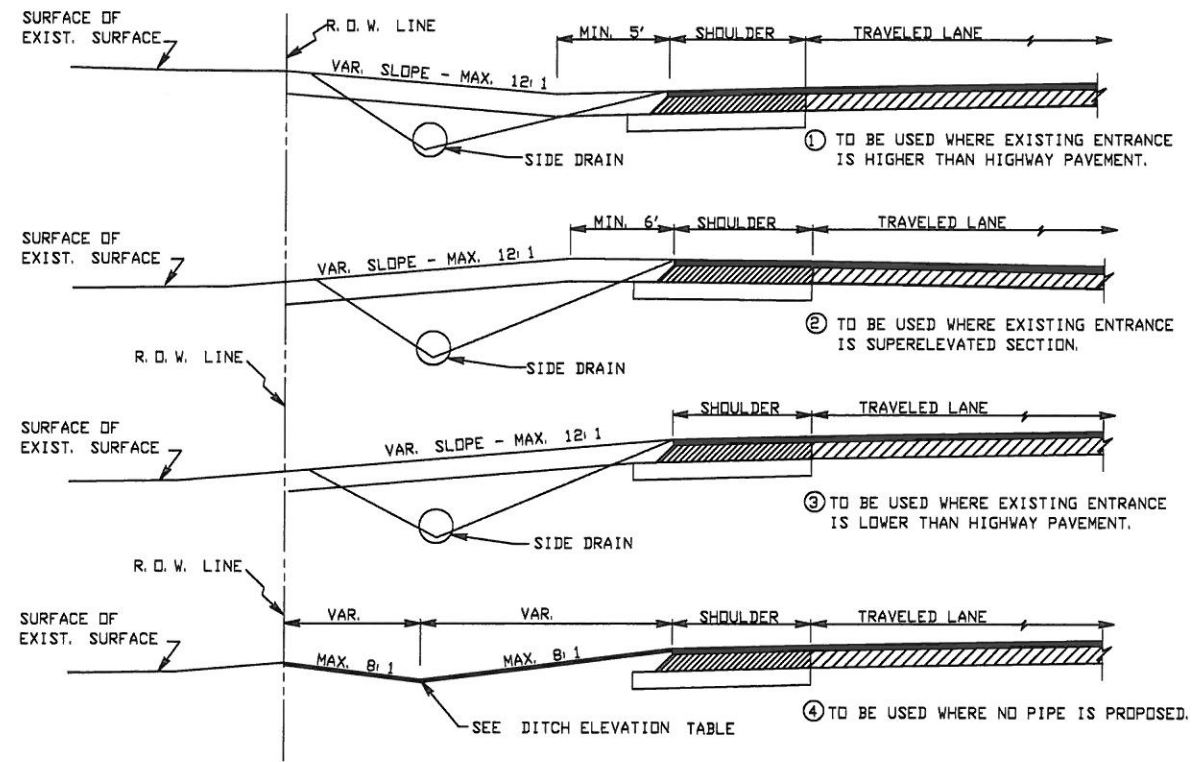 SURFACE OF
EXIST. SURFACE
R. O. W. LINE
MIN. 5'
SHOULDER
TRAVELED LANE
VAR. SLOPE - MAX. 12:1
SIDE DRAIN
1 TO BE USED WHERE EXISTING ENTRANCE
IS HIGHER THAN HIGHWAY PAVEMENT.
SURFACE OF
EXIST. SURFACE
MIN. 6'
SHOULDER
TRAVELED LANE
VAR. SLOPE - MAX. 12:1
SIDE DRAIN
2 TO BE USED WHERE EXISTING ENTRANCE
IS SUPERELEVATED SECTION.
R. O. W. LINE
SURFACE OF
EXIST. SURFACE
SHOULDER
TRAVELED LANE
VAR. SLOPE - MAX. 12:1
SIDE DRAIN
3 TO BE USED WHERE EXISTING ENTRANCE
IS LOWER THAN HIGHWAY PAVEMENT.
R. O. W. LINE
SURFACE OF
EXIST. SURFACE
VAR.
VAR.
SHOULDER
TRAVELED LANE
MAX. 8:1
MAX. 8:1
SEE DITCH ELEVATION TABLE
4 TO BE USED WHERE NO PIPE IS PROPOSED.